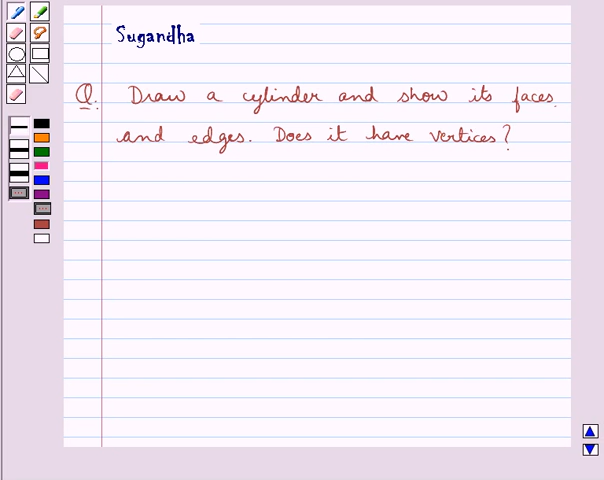 Sugandha
Q. Draw a cylinder and show its faces
and edges. Does it have vertices?